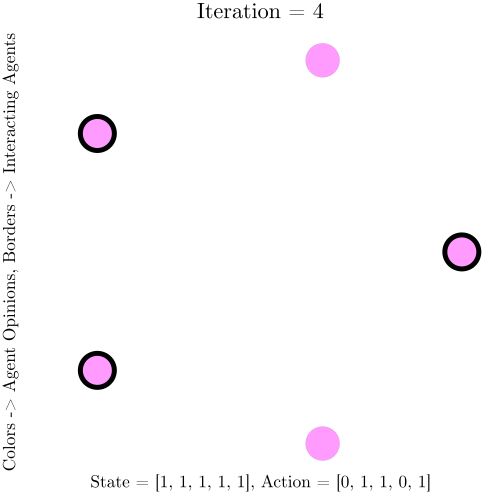 Iteration = 4
Colors -> Agent Opinions, Borders -> Interacting Agents
State = [1, 1, 1, 1, 1], Action = [0, 1, 1, 0, 1]